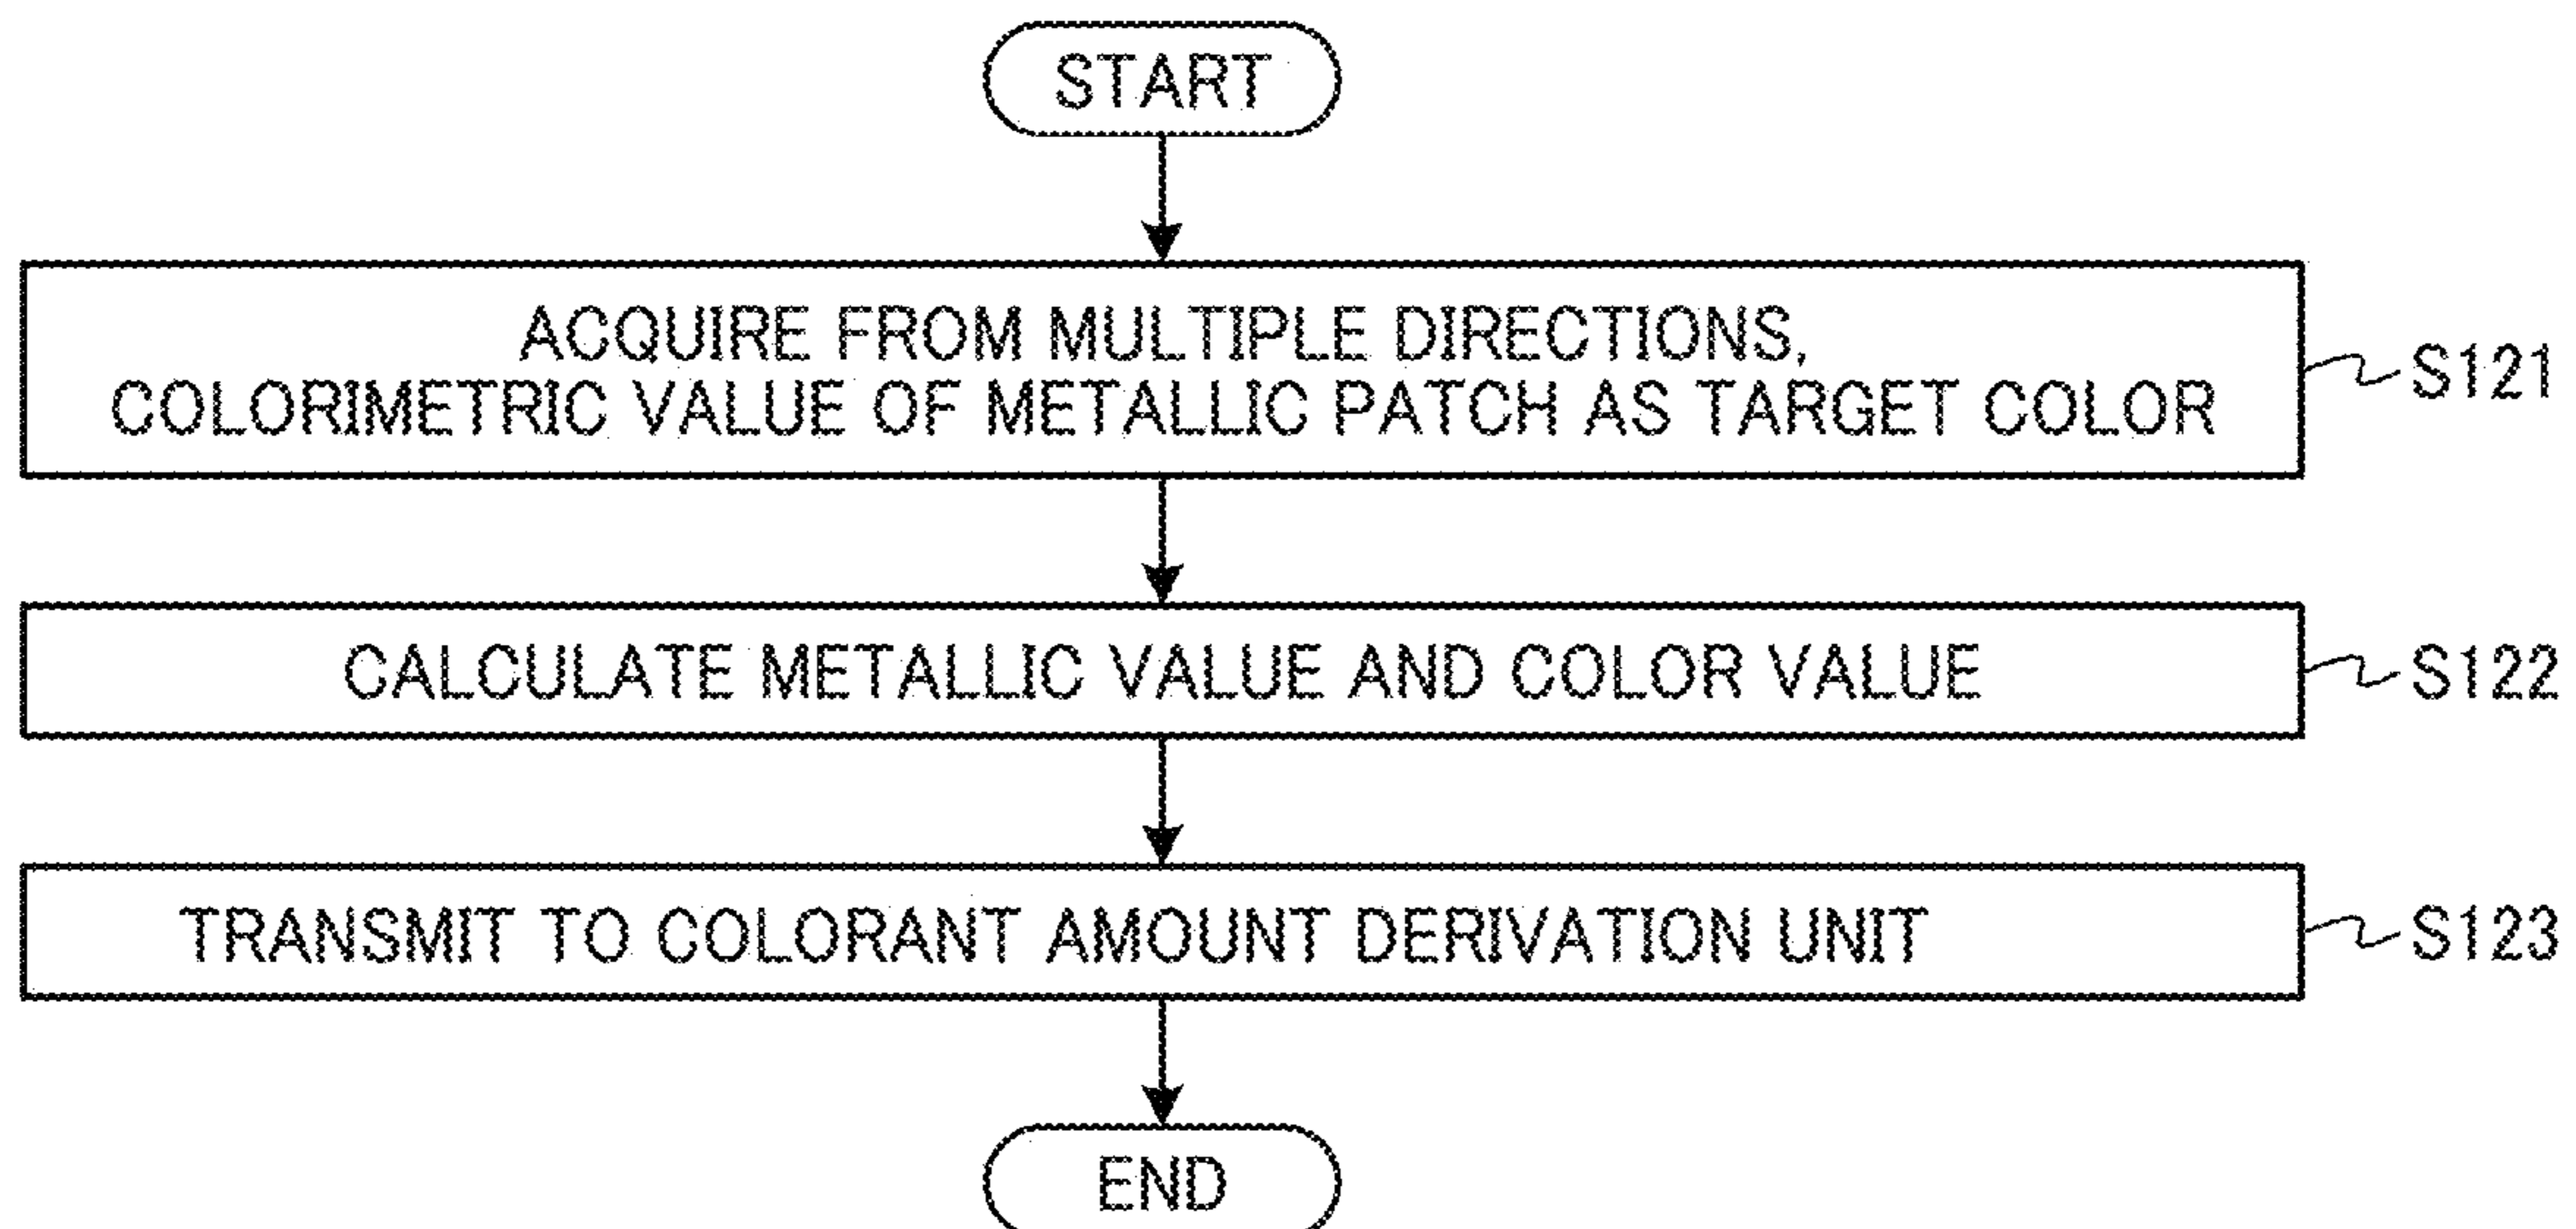 START
ACQUIRE FROM MULTIPLE DIRECTIONS,
COLORIMETRIC VALUE OF METALLIC PATCH AS TARGET COLOR
S121
CALCULATE METALLIC VALUE AND COLOR VALUE
S122
TRANSMIT TO COLORANT AMOUNT DERIVATION UNIT
S123
END